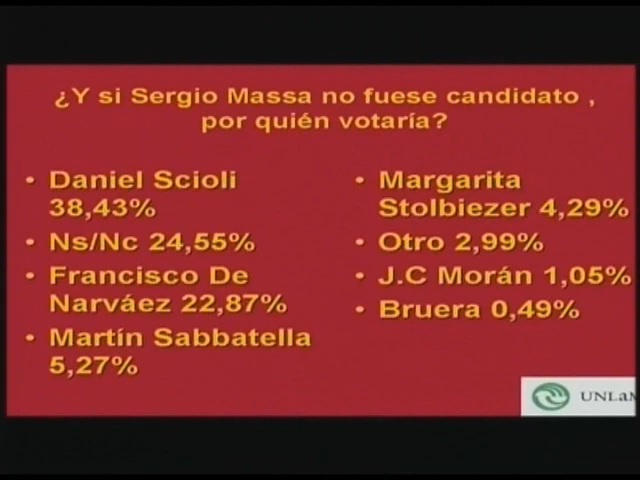 ¿Y si Sergio Massa no fuese candidato ,
por quién votaría?
• Daniel Scioli
38,43%
• Ns/Nc 24,55%
• Francisco De
Narváez 22,87%
• Martín Sabbatella
5,27%
• Margarita
Stolbiezer 4,29%
• Otro 2,99%
• J.C Morán 1,05%
• Bruera 0,49%
UNLaM